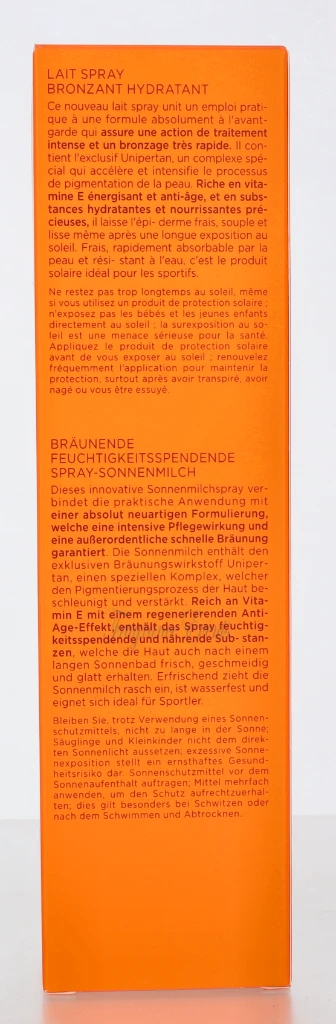 LAIT SPRAY
BRONZANT HYDRATANT
Ce nouveau lait spray unit un emploi prati-
que à une formule absolument à l'avant-
garde qui assure une action de traitement
intense et un bronzage très rapide. Il con-
tient l'exclusif Unipertan, un complexe spé-
cial qui accélère et intensifie le processus
de pigmentation de la peau. Riche en vita-
mine E énergisant et anti-âge, et en subs-
tances hydratantes et nourrissantes pré-
cieuses, il laisse l'épi- derme frais, souple et
lisse même après une longue exposition au
soleil. Frais, rapidement absorbable par la
peau et rési- stant à l'eau, c'est le produit
solaire idéal pour les sportifs.
Ne restez pas trop longtemps au soleil, même
si vous utilisez un produit de protection solaire ;
n'exposez pas les bébés et les jeunes enfants
directement au soleil ; la surexposition au so-
leil est une menace sérieuse pour la santé.
Appliquez le produit de protection solaire
avant de vous exposer au soleil ; renouvelez
fréquemment l'application pour maintenir la
protection, surtout après avoir transpiré, avoir
nagé ou vous être essuyé.
BRÄUNENDE
FEUCHTIGKEITSSPENDENDE
SPRAY-SONNENMILCH
Dieses innovative Sonnenmilchspray ver-
bindet die praktische Anwendung mit
einer absolut neuartigen Formulierung,
welche eine intensive Pflegewirkung und
eine außerordentliche schnelle Bräunung
garantiert. Die Sonnenmilch enthält den
exklusiven Bräunungswirkstoff Uniper-
tan, einen speziellen Komplex, welcher
den Pigmentierungsprozess der Haut be-
schleunigt und verstärkt. Reich an Vita-
min E mit einem regenerierenden Anti-
Age-Effekt, enthält das Spray feuchtig-
keitsspendende und nährende Sub- stan-
zen, welche die Haut auch nach einem
langen Sonnenbad frisch, geschmeidig
und glatt erhalten. Erfrischend zieht die
Sonnenmilch rasch ein, ist wasserfest und
eignet sich ideal für Sportler.
Bleiben Sie, trotz Verwendung eines Sonnen-
schutzmittels, nicht zu lange in der Sonne;
Säuglinge und Kleinkinder nicht dem direk-
ten Sonnenlicht aussetzen; exzessive Sonne-
nexposition stellt ein ernsthaftes Gesund-
heitsrisiko dar. Sonnenschutzmittel vor dem
Sonnenaufenthalt auftragen; Mittel mehrfach
anwenden, um den Schutz aufrechtzuerhal-
ten; dies gilt besonders bei Schwitzen oder
nach dem Schwimmen und Abtrocknen.